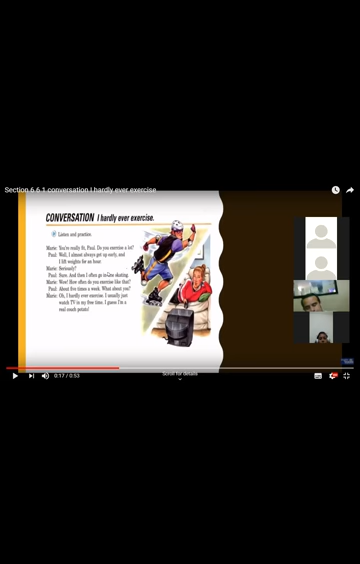 Section 6.6.1 conversation I hardly ever exercise
CONVERSATION I hardly ever exercise.
Listen and practice.
Marie: You're really fit, Paul. Do you exercise a lot?
Paul: Well, I almost always get up early, and
I lift weights for an hour.
Marie: Seriously?
Paul: Sure. And then I often go in-line skating.
Marie: Wow! How often do you exercise like that?
Paul: About five times a week. What about you?
Marie: Oh, I hardly ever exercise. I usually just
watch TV in my free time. I guess I'm a
real couch potato!
0:17 / 0:53
Scroll for details